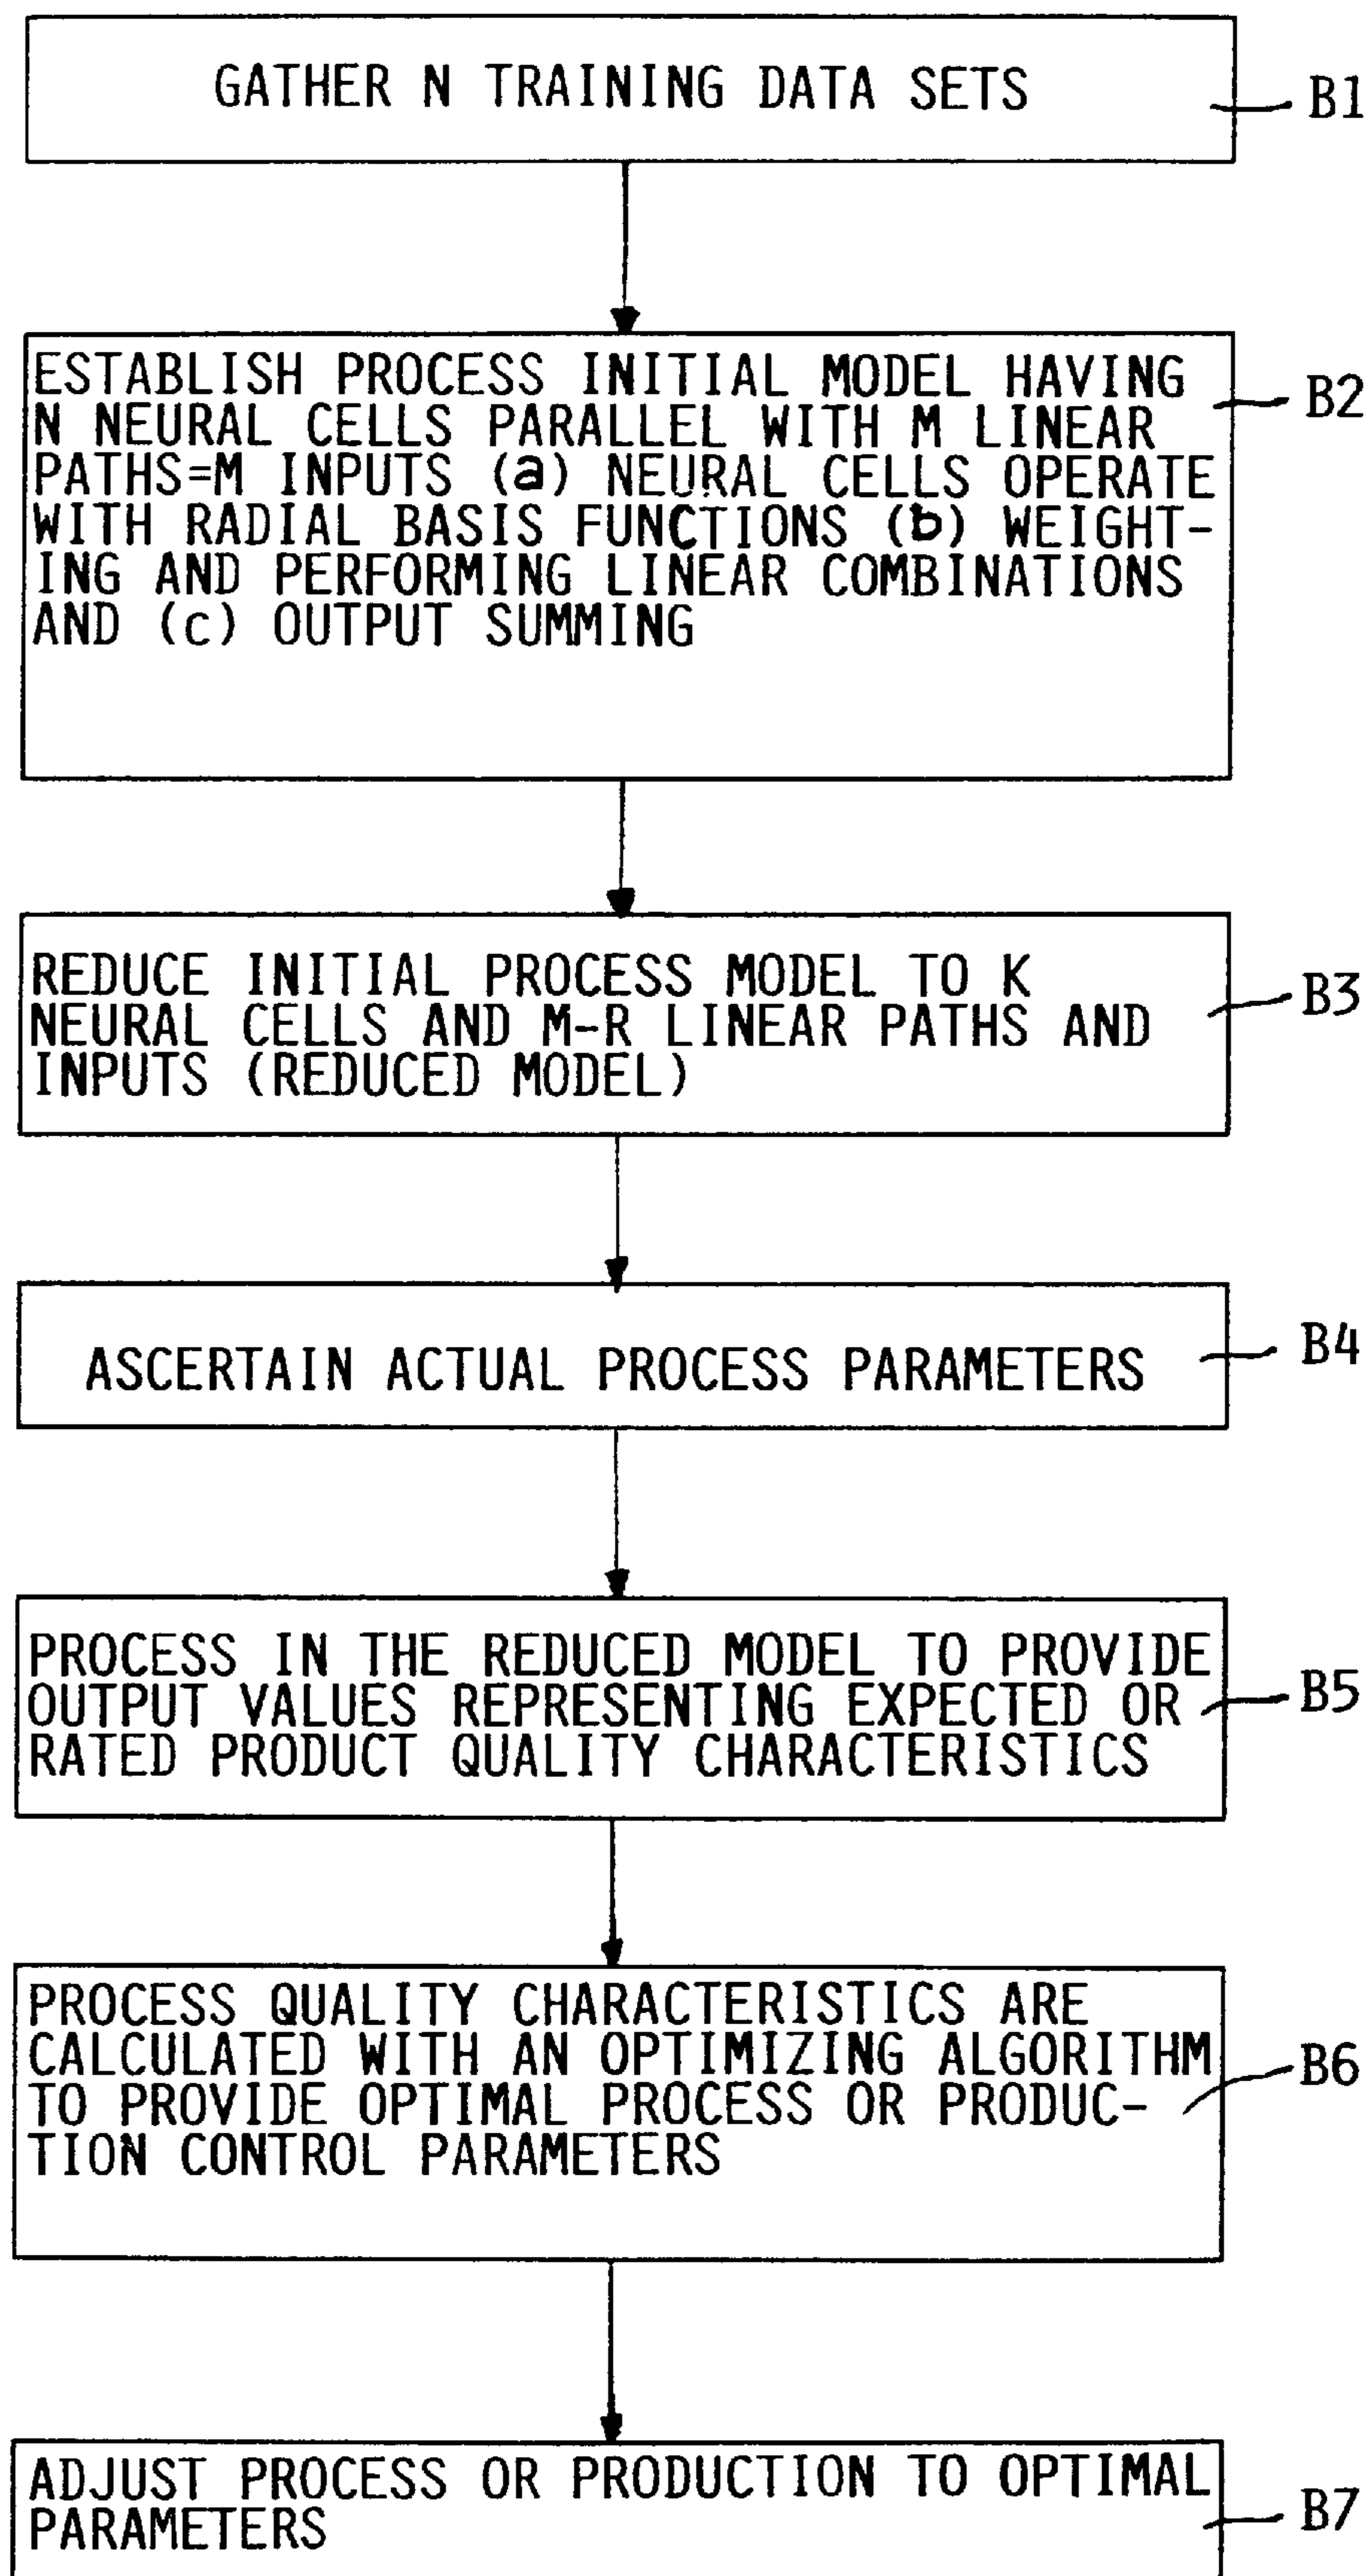 GATHER N TRAINING DATA SETS
B1
ESTABLISH PROCESS INITIAL MODEL HAVING
N NEURAL CELLS PARALLEL WITH M LINEAR
PATHS=M INPUTS (a) NEURAL CELLS OPERATE
WITH RADIAL BASIS FUNCTIONS (b) WEIGHT-
ING AND PERFORMING LINEAR COMBINATIONS
AND (c) OUTPUT SUMMING
B2
REDUCE INITIAL PROCESS MODEL TO K
NEURAL CELLS AND M-R LINEAR PATHS AND
INPUTS (REDUCED MODEL)
B3
ASCERTAIN ACTUAL PROCESS PARAMETERS
B4
PROCESS IN THE REDUCED MODEL TO PROVIDE
OUTPUT VALUES REPRESENTING EXPECTED OR
RATED PRODUCT QUALITY CHARACTERISTICS
B5
PROCESS QUALITY CHARACTERISTICS ARE
CALCULATED WITH AN OPTIMIZING ALGORITHM
TO PROVIDE OPTIMAL PROCESS OR PRODUC-
TION CONTROL PARAMETERS
B6
ADJUST PROCESS OR PRODUCTION TO OPTIMAL
PARAMETERS
B7